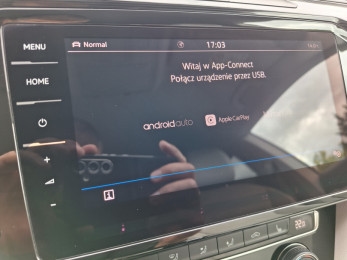 MENU
Normal
17:03
HOME
Witaj w App-Connect
Połącz urządzenie przez USB.
androidauto
Apple CarPlay
+
-